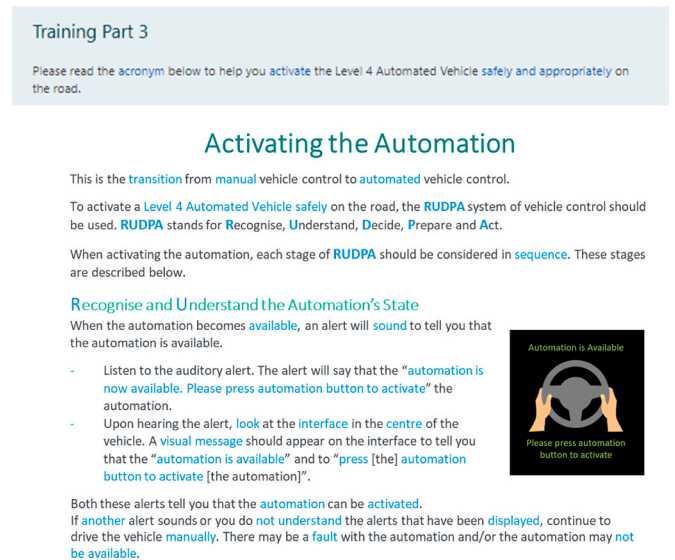 Training Part 3
Please read the acronym below to help you activate the Level 4 Automated Vehicle safely and appropriately on
the road.
Activating the Automation
This is the transition from manual vehicle control to automated vehicle control.
To activate a Level 4 Automated Vehicle safely on the road, the RUDPA system of vehicle control should
be used. RUDPA stands for Recognise, Understand, Decide, Prepare and Act.
When activating the automation, each stage of RUDPA should be considered in sequence. These stages
are described below.
Recognise and Understand the Automation's State
When the automation becomes available, an alert will sound to tell you that
the automation is available.
- Listen to the auditory alert. The alert will say that the “automation is
now available. Please press automation button to activate” the
automation.
- Upon hearing the alert, look at the interface in the centre of the
vehicle. A visual message should appear on the interface to tell you
that the “automation is available” and to “press [the] automation
button to activate [the automation]”.
Automation is Available
Please press automation
button to activate
Both these alerts tell you that the automation can be activated.
If another alert sounds or you do not understand the alerts that have been displayed, continue to
drive the vehicle manually. There may be a fault with the automation and/or the automation may not
be available.